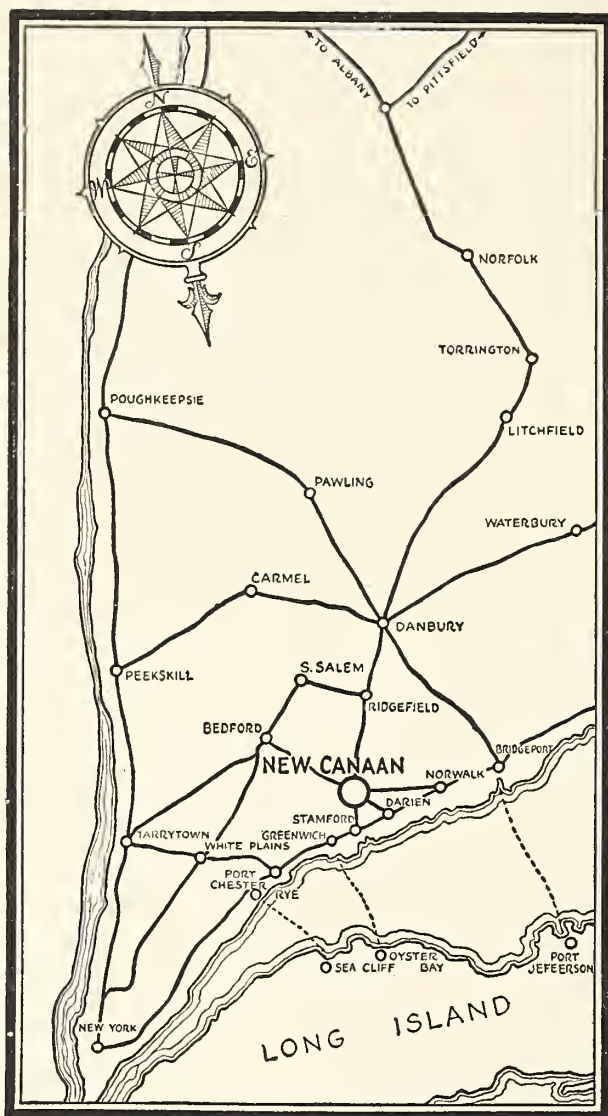 TO ALBANY
TO PITTSFIELD
N
E
W
S
NORFOLK
TORRINGTON
POUGHKEEPSIE
LITCHFIELD
PAWLING
WATERBURY
CARMEL
DANBURY
S. SALEM
PEEKSKILL
RIDGEFIELD
BEDFORD
BRIDGEPORT
NEW CANAAN
NORWALK
DARIEN
STAMFORD
TARRYTOWN
GREENWICH
WHITE PLAINS
PORT
CHESTER
RYE
OYSTER
BAY
SEA CLIFF
PORT
JEFEERSON
LONG ISLAND
NEW YORK